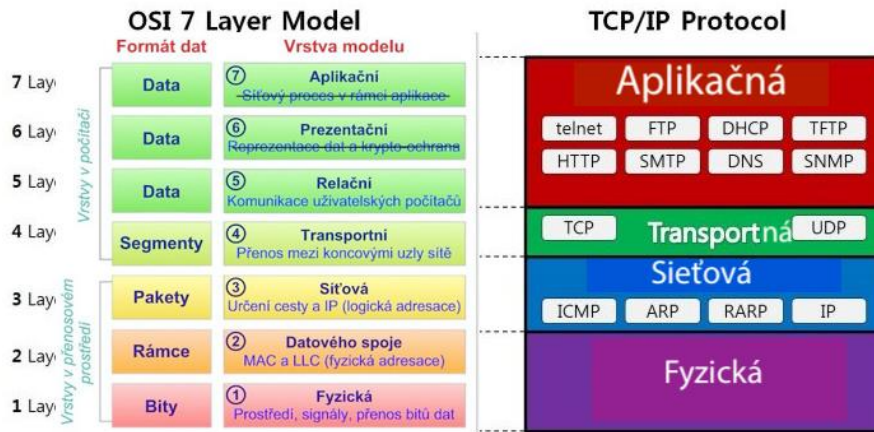 OSI 7 Layer Model
TCP/IP Protocol
Formát dat
Vrstva modelu
7 Lay
Data
7 Aplikační
Síťový proces v rámci aplikace
6 Lay
Data
6 Prezentační
Reprezentace dat a krypto-ochrana
5 Lay
Data
5 Relační
Komunikace uživatelských počítačů
4 Lay
Segmenty
4 Transportní
Přenos mezi koncovými uzly sítě
3 Lay
Pakety
3 Síťová
Určení cesty a IP (logická adresace)
2 Lay
Rámce
2 Datového spoje
MAC a LLC (fyzická adresace)
1 Lay
Bity
1 Fyzická
Prostředí, signály, přenos bitů dat
Vrstvy v počítači
Vrstvy v přenosovém
prostředí
Aplikačná
telnet FTP DHCP TFTP
HTTP SMTP DNS SNMP
TCP Transportná UDP
Sieťová
ICMP ARP RARP IP
Fyzická